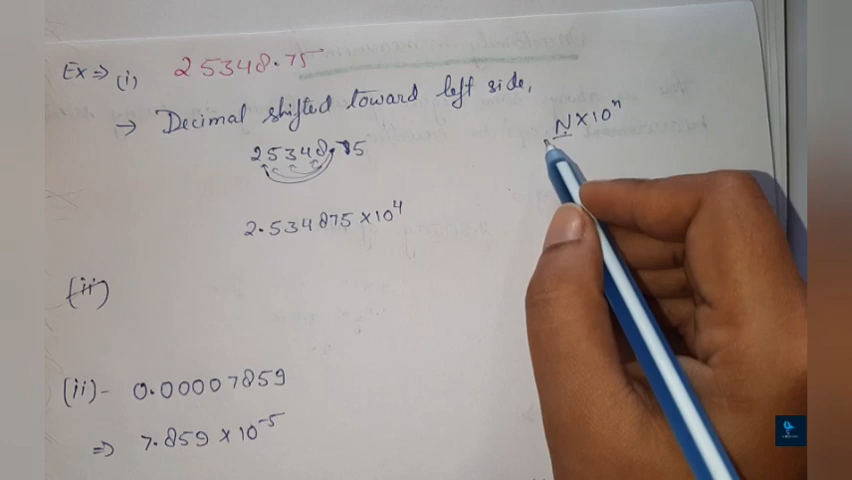 Ex ⇒ (i) 25348.75
→ Decimal shifted toward left side,
N×10ⁿ
25348.75
2.534875 × 10⁴
(ii)
(ii)- 0.00007859
⇒ 7.859 × 10⁻⁵